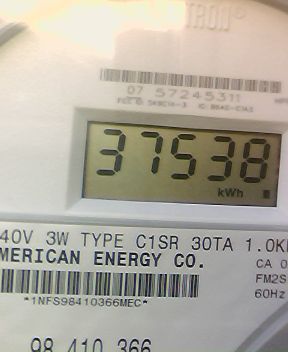 TRON®
07 57245311
37538
kWh
40V 3W TYPE C1SR 30TA 1.0K
MERICAN ENERGY CO.
CA 0
FM2S
60Hz
*1NFS98410366MEC*
98 410 366